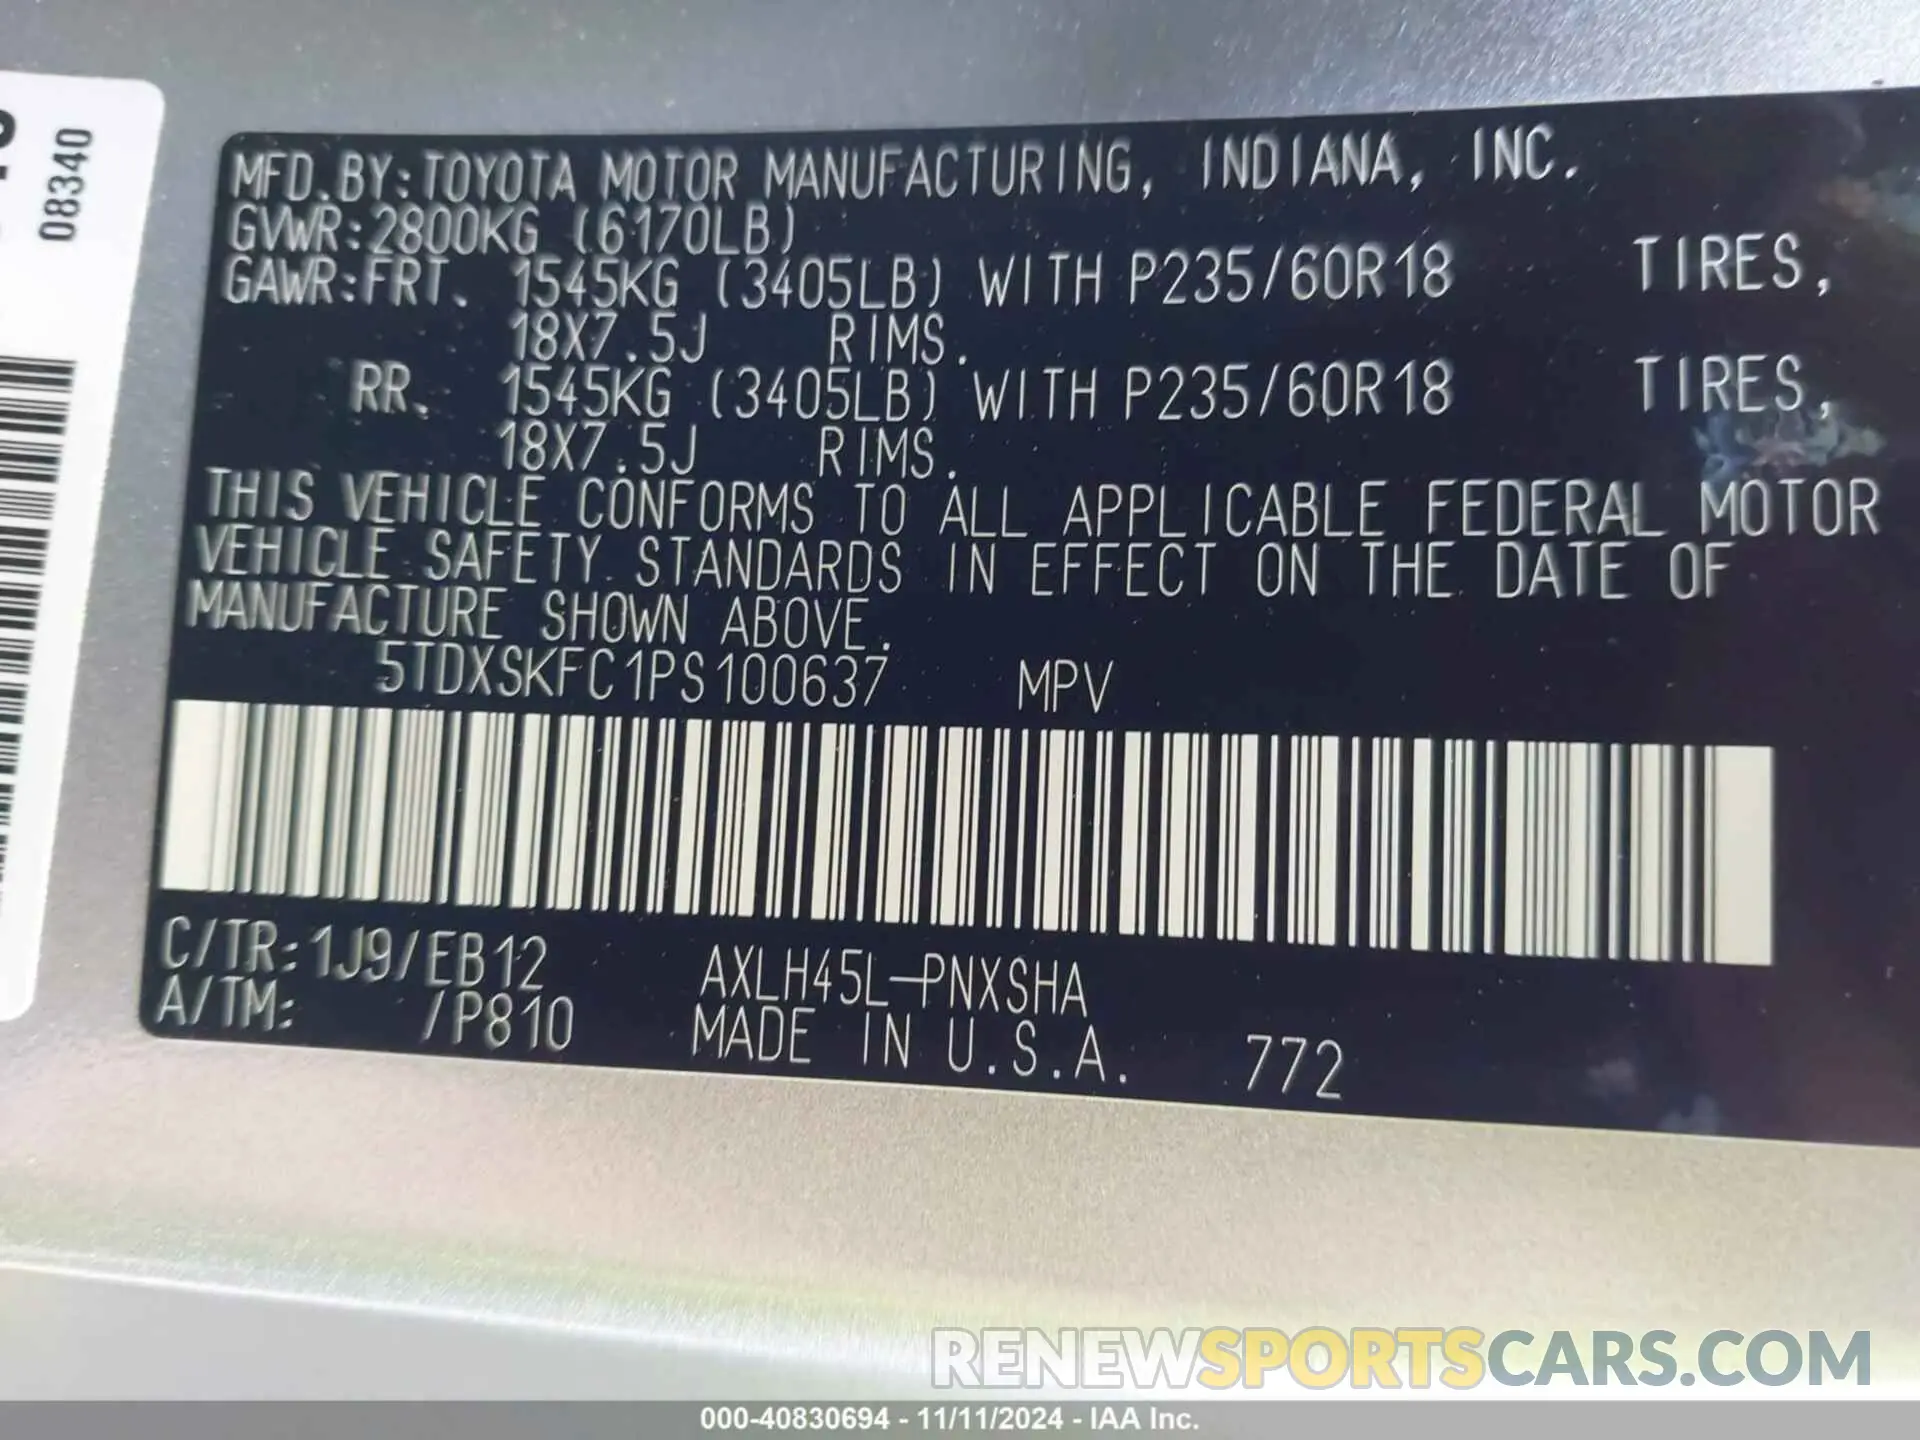 08340
MFD.BY:TOYOTA MOTOR MANUFACTURING, INDIANA, INC.
GVWR:2800KG (6170LB)
GAWR:FRT. 1545KG (3405LB) WITH P235/60R18 TIRES,
18X7.5J RIMS.
RR. 1545KG (3405LB) WITH P235/60R18 TIRES,
18X7.5J RIMS.
THIS VEHICLE CONFORMS TO ALL APPLICABLE FEDERAL MOTOR
VEHICLE SAFETY STANDARDS IN EFFECT ON THE DATE OF
MANUFACTURE SHOWN ABOVE.
5TDXSKFC1PS100637 MPV
C/TR:1J9/EB12 AXLH45L-PNXSHA
A/TM: /P810 MADE IN U.S.A. 772
RENEWSPORTSCARS.COM
000-40830694 - 11/11/2024 - IAA Inc.